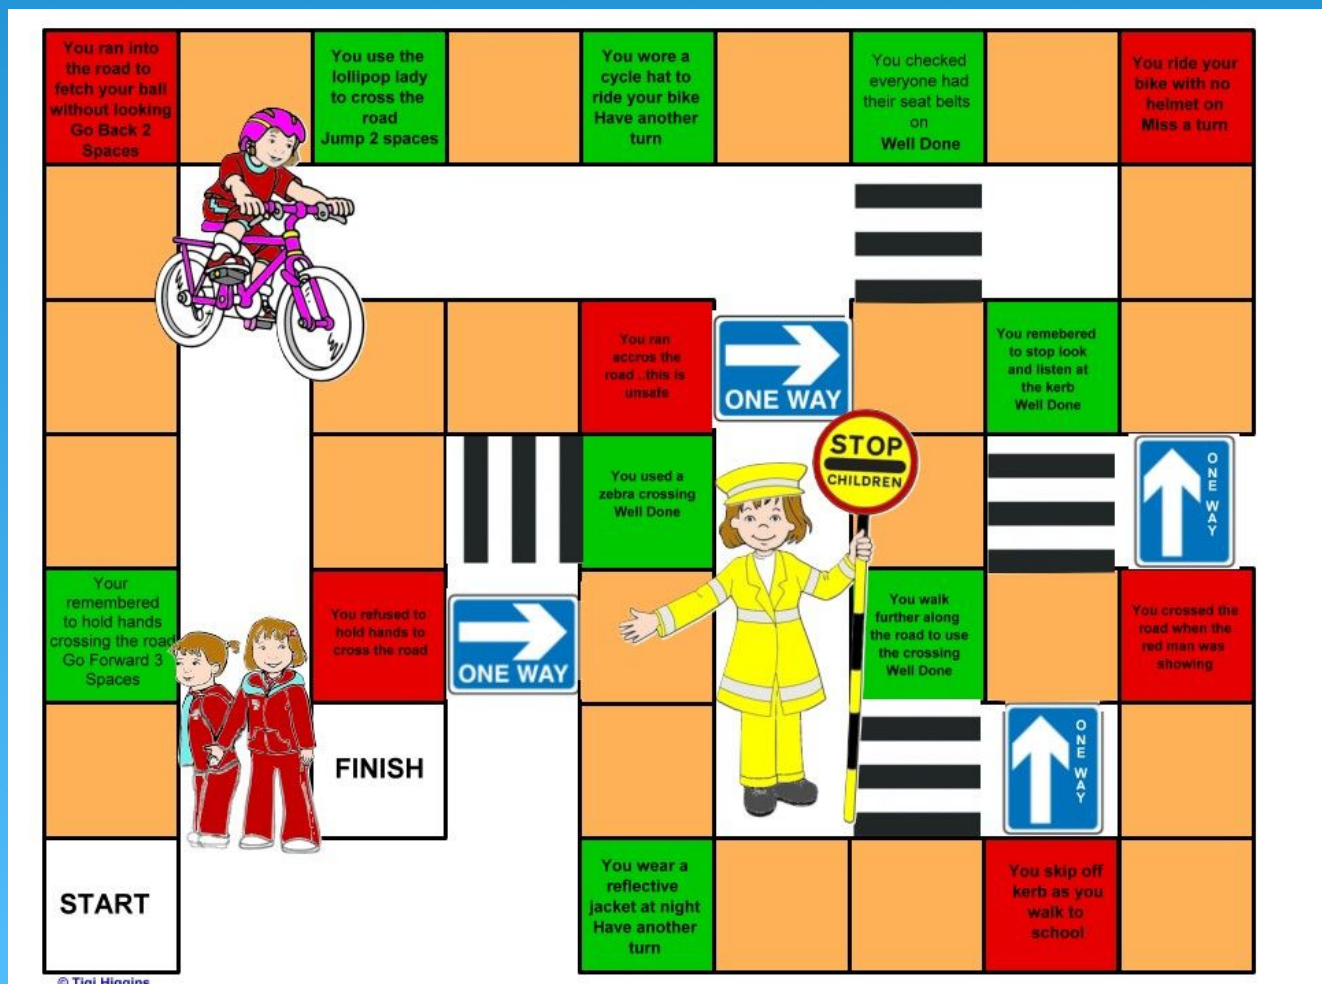 You ran into
the road to
fetch your ball
without looking
Go Back 2
Spaces
You use the
lollipop lady
to cross the
road
Jump 2 spaces
You wore a
cycle hat to
ride your bike
Have another
turn
You checked
everyone had
their seat belts
on
Well Done
You ride your
bike with no
helmet on
Miss a turn
You ran
accros the
road ..this is
unsafe
ONE WAY
You remebered
to stop look
and listen at
the kerb
Well Done
STOP
CHILDREN
You used a
zebra crossing
Well Done
ONE WAY
Your
remembered
to hold hands
crossing the road
Go Forward 3
Spaces
You refused to
hold hands to
cross the road
ONE WAY
You walk
further along
the road to use
the crossing
Well Done
You crossed the
road when the
red man was
showing
FINISH
ONE WAY
START
You wear a
reflective
jacket at night
Have another
turn
You skip off
kerb as you
walk to
school
© Tigi Higgins